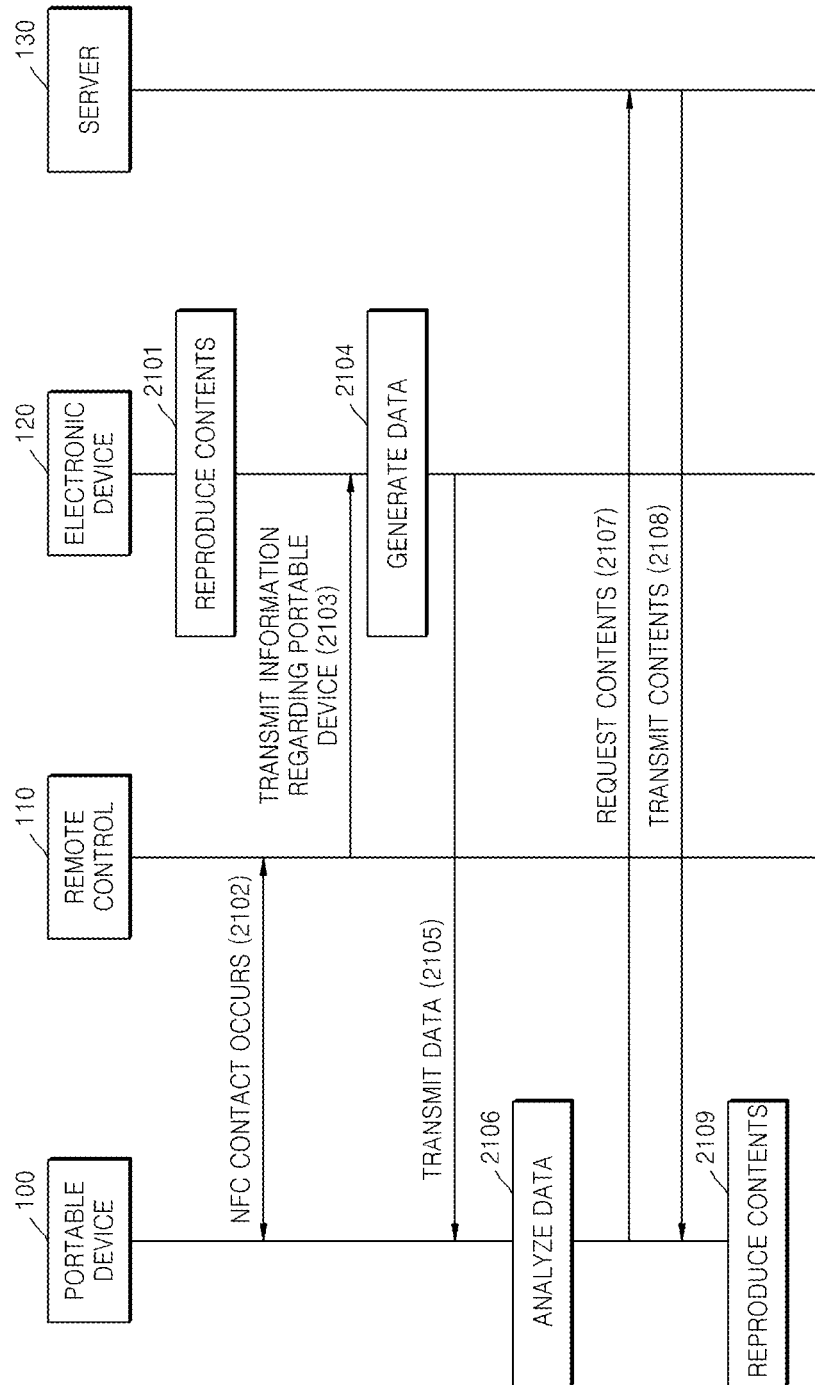 100
PORTABLE
DEVICE
110
REMOTE
CONTROL
120
ELECTRONIC
DEVICE
130
SERVER
2101
REPRODUCE CONTENTS
NFC CONTACT OCCURS (2102)
TRANSMIT INFORMATION
REGARDING PORTABLE
DEVICE (2103)
2104
GENERATE DATA
TRANSMIT DATA (2105)
2106
ANALYZE DATA
REQUEST CONTENTS (2107)
TRANSMIT CONTENTS (2108)
2109
REPRODUCE CONTENTS